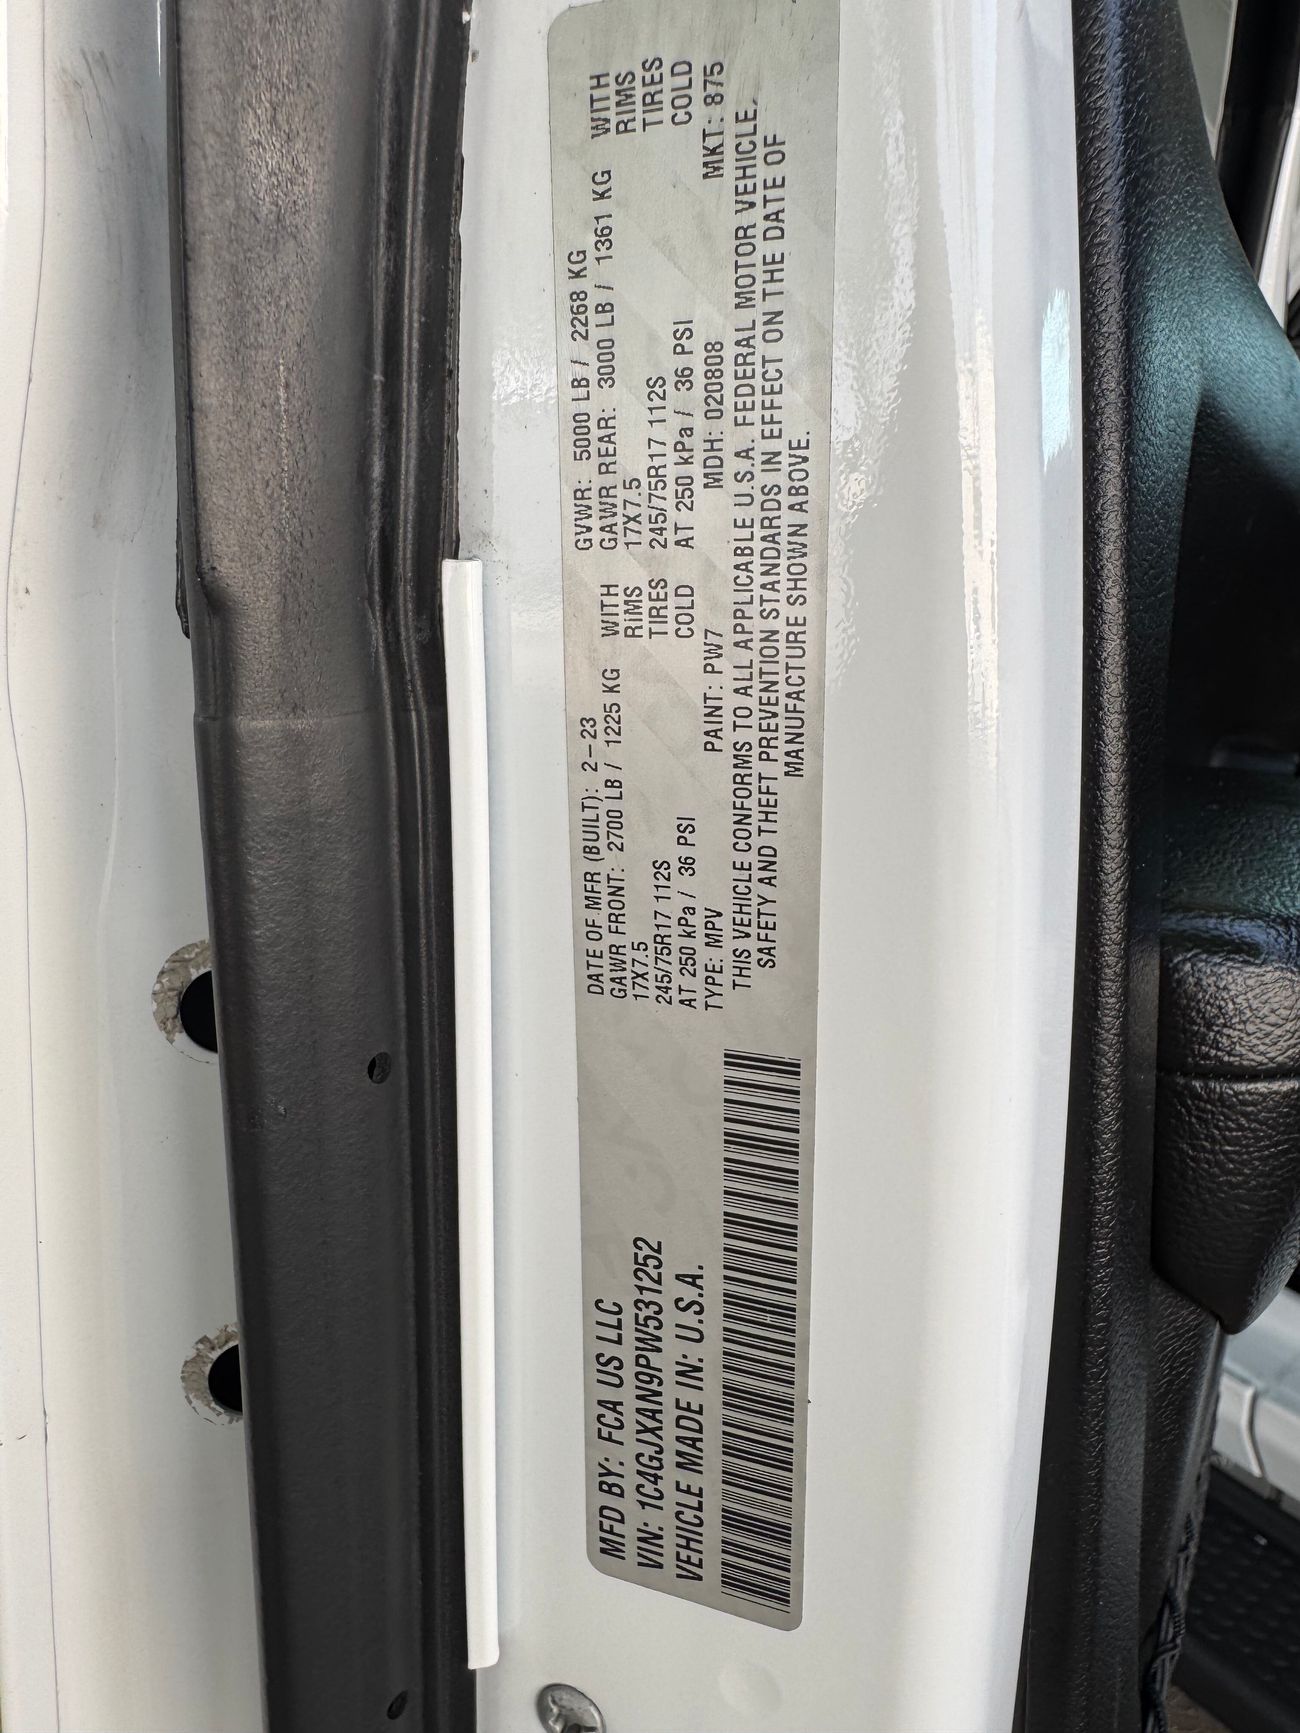 MFD BY: FCA US LLC
VIN: 1C4GJXAN9PW531252
VEHICLE MADE IN: U.S.A.
DATE OF MFR (BUILT): 2-23 GVWR: 5000 LB / 2268 KG
GAWR FRONT: 2700 LB / 1225 KG WITH GAWR REAR: 3000 LB / 1361 KG WITH
17X7.5 RIMS 17X7.5 RIMS
245/75R17 112S TIRES 245/75R17 112S TIRES
AT 250 kPa / 36 PSI COLD AT 250 kPa / 36 PSI COLD
TYPE: MPV PAINT: PW7 MDH: 020808 MKT: 875
THIS VEHICLE CONFORMS TO ALL APPLICABLE U.S.A. FEDERAL MOTOR VEHICLE,
SAFETY AND THEFT PREVENTION STANDARDS IN EFFECT ON THE DATE OF
MANUFACTURE SHOWN ABOVE.